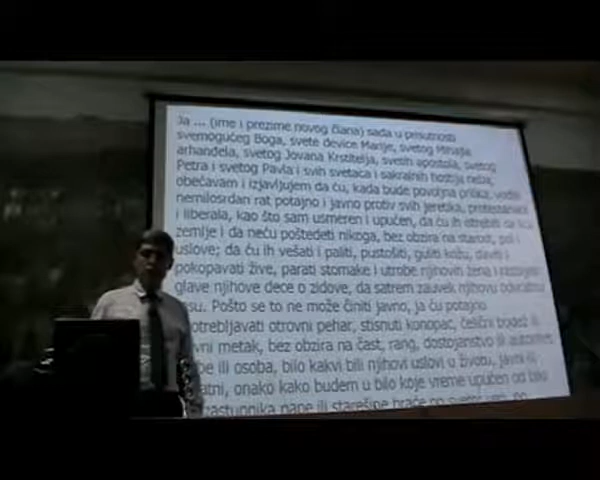 Ja ... (ime i prezime novog člana) sada u prisutnosti
svemogućeg Boga, svete device Marije, svetog Mihajla
arhanđela, svetog Jovana Krstitelja, svetih apostola, svetog
Petra i svetog Pavla i svih svetaca i sakralnih hostija neba,
obećavam i izjavljujem da ću, kada bude povoljna prilika, voditi
nemilosrdan rat potajno i javno protiv svih jeretika, protestanata
i liberala, kao što sam usmeren i upućen, da ću ih otrebiti sa lica
zemlje i da neću poštedeti nikoga, bez obzira na starost, pol i
uslove; da ću ih vešati i paliti, pustošiti, guliti kožu, daviti i
pokopavati žive, parati stomake i utrobe njihovih žena i
glave njihove dece o zidove, da satrem zauvek njihovu odvratnu
rasu. Pošto se to ne može činiti javno, ja ću potajno
otrebljavati otrovni pehar, stisnuti konopac, čelični bodež ili
metak, bez obzira na čast, rang, dostojanstvo ili autoritet
ili osoba, bilo kakvi bili njihovi uslovi u životu, javni ili
onako kako budem u bilo koje vreme upućen od bilo
zastupnika pape ili starešine braće